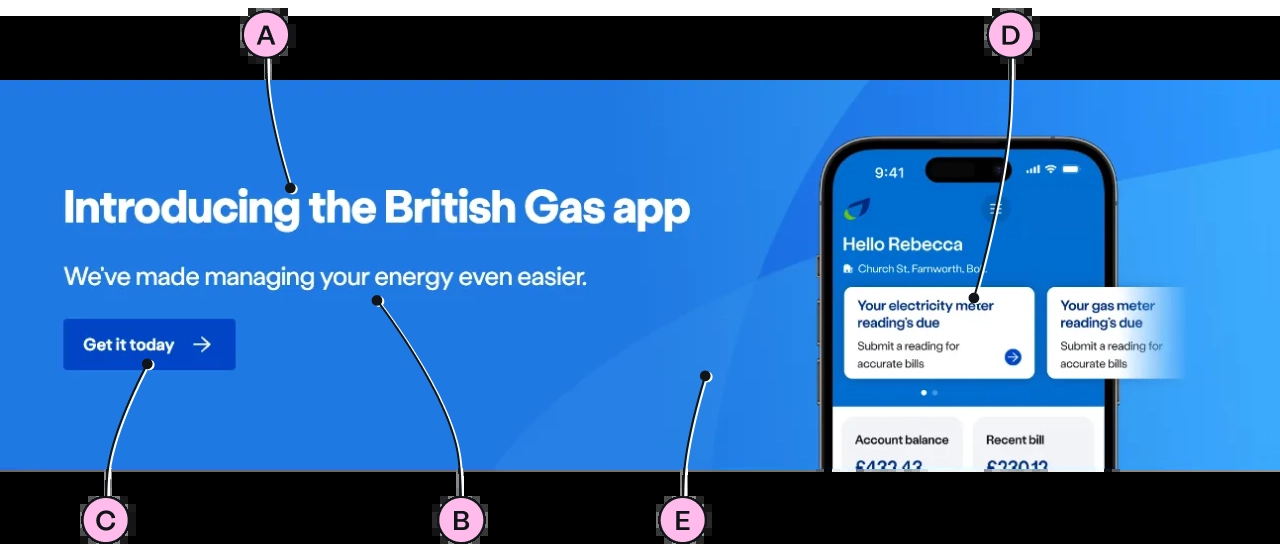 A
D
Introducing the British Gas app
We've made managing your energy even easier.
Get it today
9:41
Hello Rebecca
Church St, Farnworth, Bo
Your electricity meter
reading's due
Submit a reading for
accurate bills
Your gas meter
reading's due
Submit a reading for
accurate bills
Account balance
£432.43
Recent bill
£230.13
C
B
E